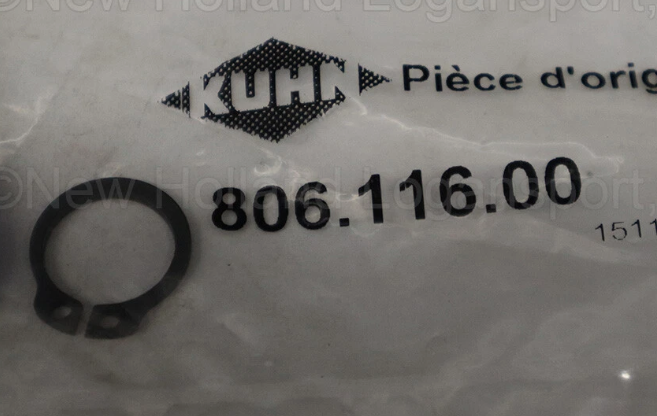 ©New Holland Logansport,
KUHN Pièce d'orig
©New Holland Logansport,
806.116.00
1511